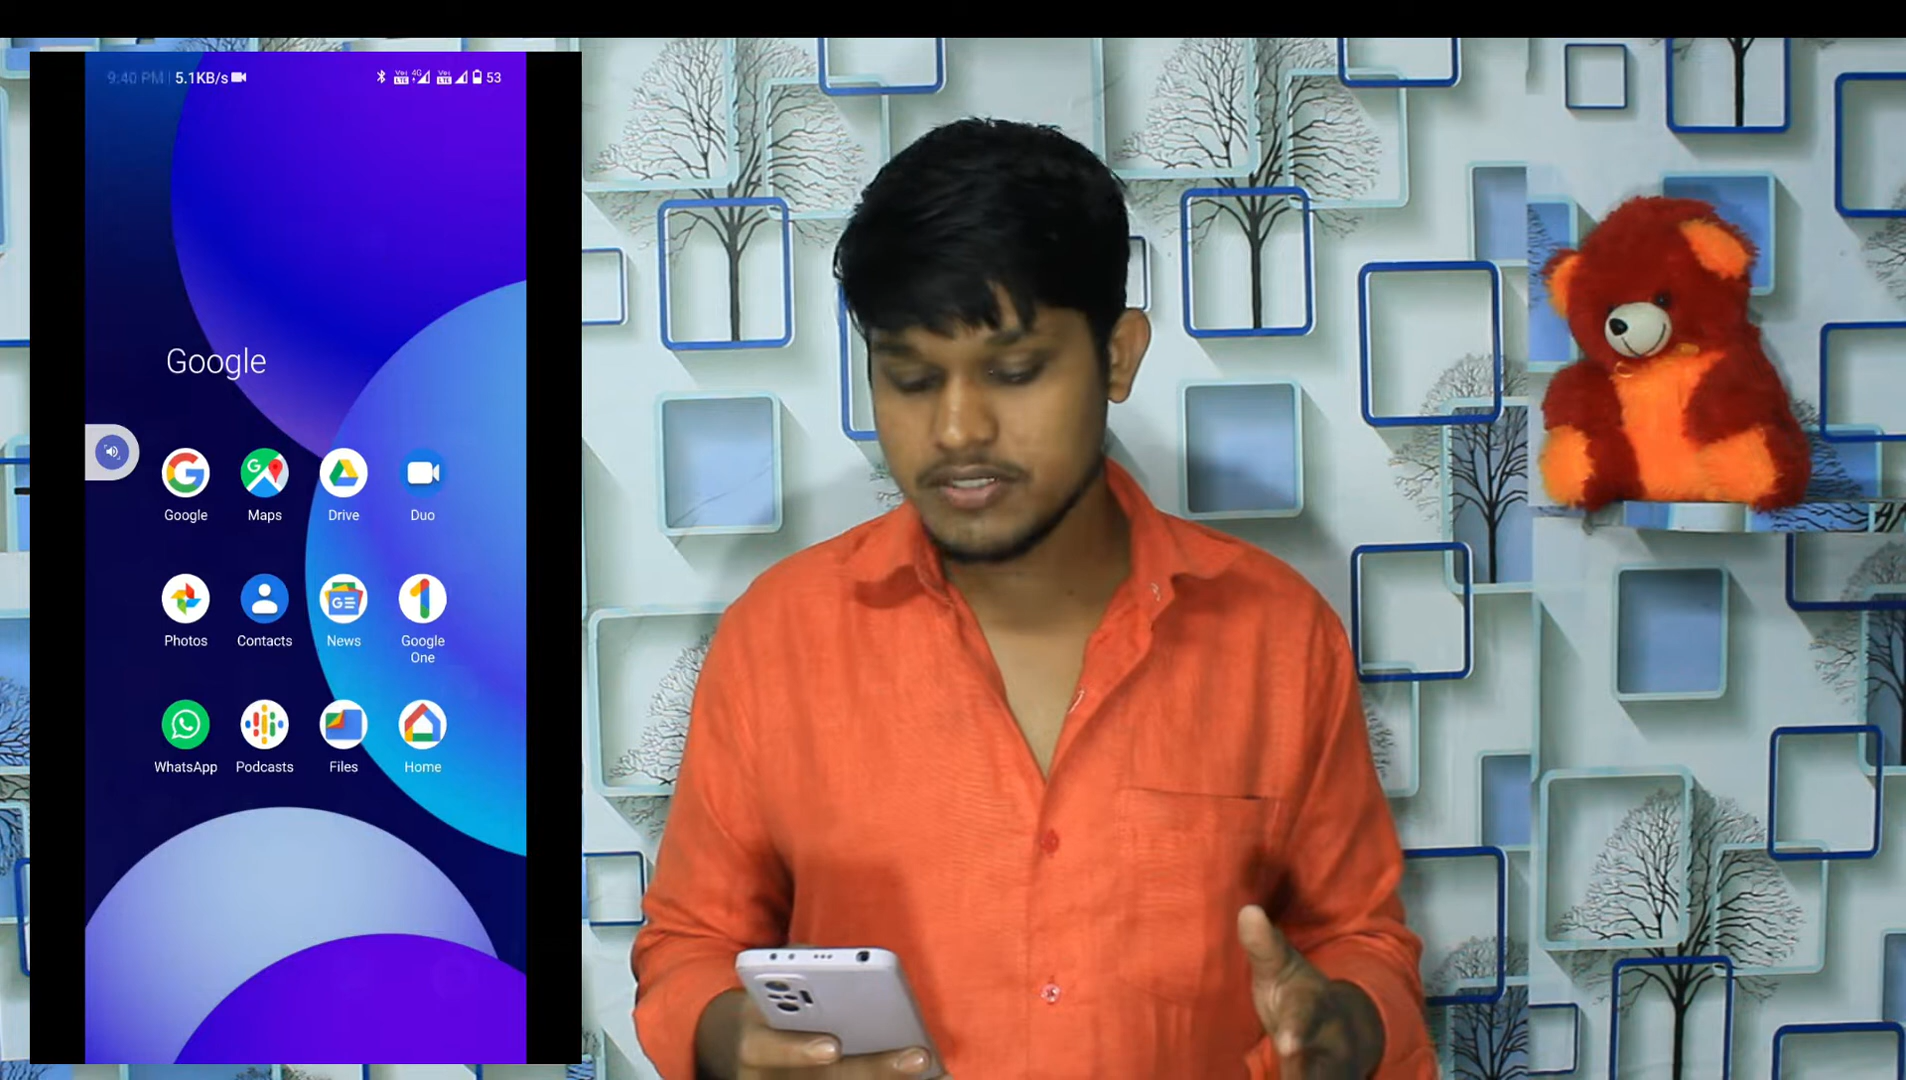 9:40 PM 5.1KB/s 4G 53
Google
Google Maps Drive Duo
Photos Contacts News Google One
WhatsApp Podcasts Files Home